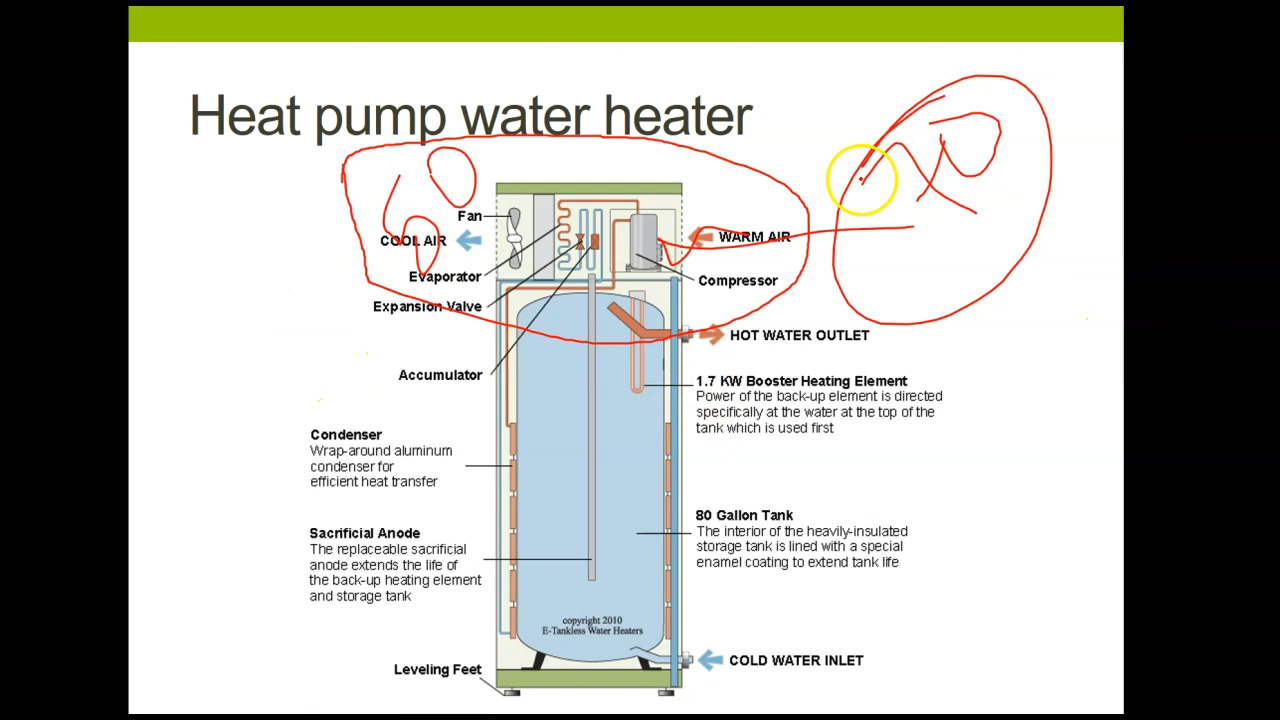 Heat pump water heater
Fan
COOL AIR
WARM AIR
Evaporator
Compressor
Expansion Valve
HOT WATER OUTLET
Accumulator
1.7 KW Booster Heating Element
Power of the back-up element is directed
specifically at the water at the top of the
tank which is used first
Condenser
Wrap-around aluminum
condenser for
efficient heat transfer
80 Gallon Tank
The interior of the heavily-insulated
storage tank is lined with a special
enamel coating to extend tank life
Sacrificial Anode
The replaceable sacrificial
anode extends the life of
the back-up heating element
and storage tank
copyright 2010
E-Tankless Water Heaters
COLD WATER INLET
Leveling Feet